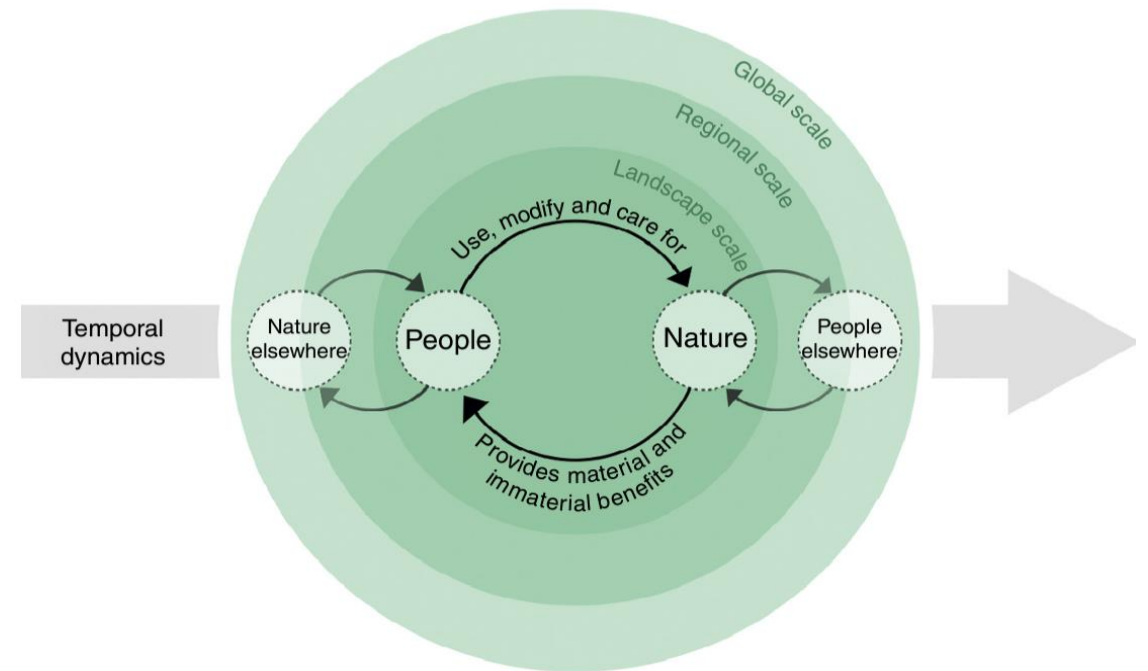 Global scale
Regional scale
Landscape scale
Use, modify and care for
Temporal
dynamics
Nature
elsewhere
People
Nature
People
elsewhere
Provides material and
immaterial benefits